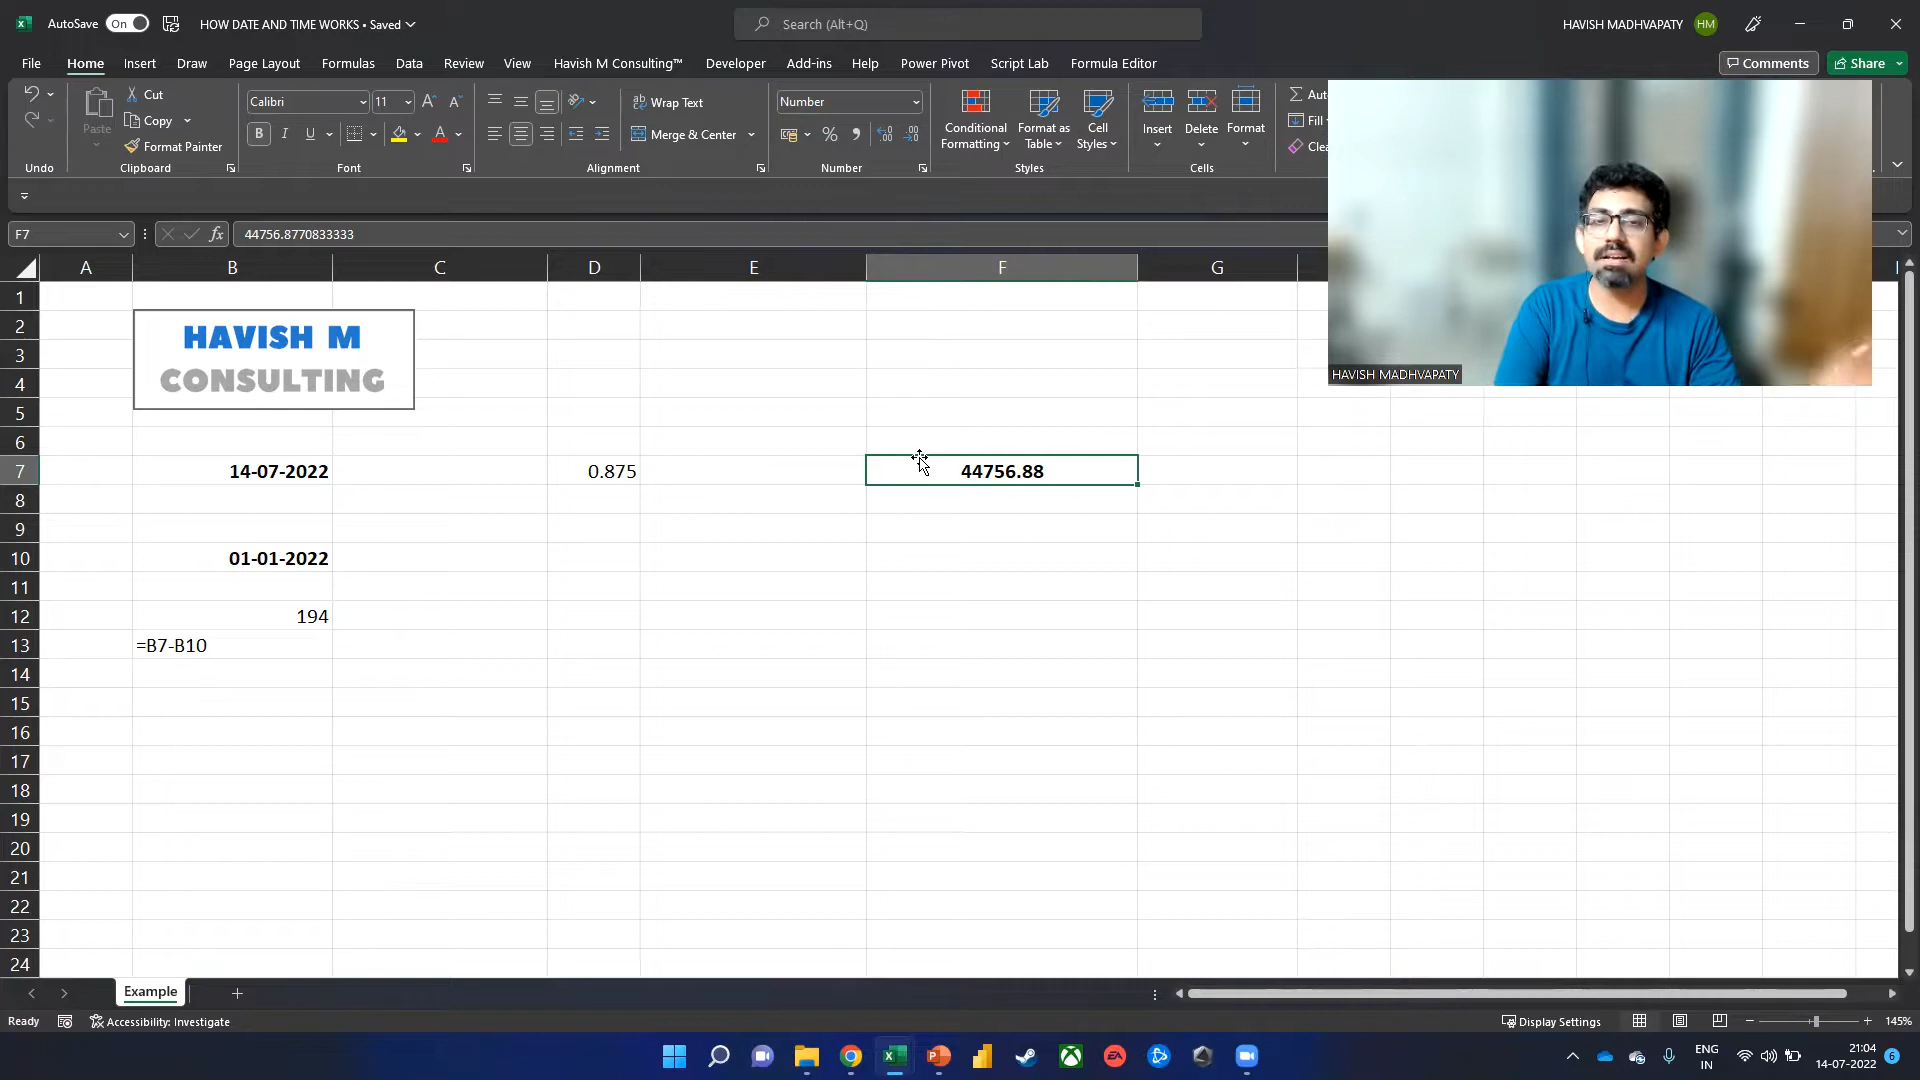 AutoSave On HOW DATE AND TIME WORKS • Saved Search (Alt+Q) HAVISH MADHVAPATY HM
File Home Insert Draw Page Layout Formulas Data Review View Havish M Consulting™ Developer Add-ins Help Power Pivot Script Lab Formula Editor Comments Share
Cut
Copy
Format Painter
Paste
Calibri 11
B I U
Wrap Text
Merge & Center
Number
Conditional Formatting
Format as Table
Cell Styles
Insert Delete Format
Fill
Undo Clipboard Font Alignment Number Styles Cells
F7 fx 44756.8770833333
A B C D E F G
1
2
3
4
5
6
7
8
9
10
11
12
13
14
15
16
17
18
19
20
21
22
23
24
HAVISH M
CONSULTING
14-07-2022 0.875 44756.88
01-01-2022
194
=B7-B10
HAVISH MADHVAPATY
Example
Ready Accessibility: Investigate Display Settings 145%
ENG
IN
21:04
14-07-2022
6